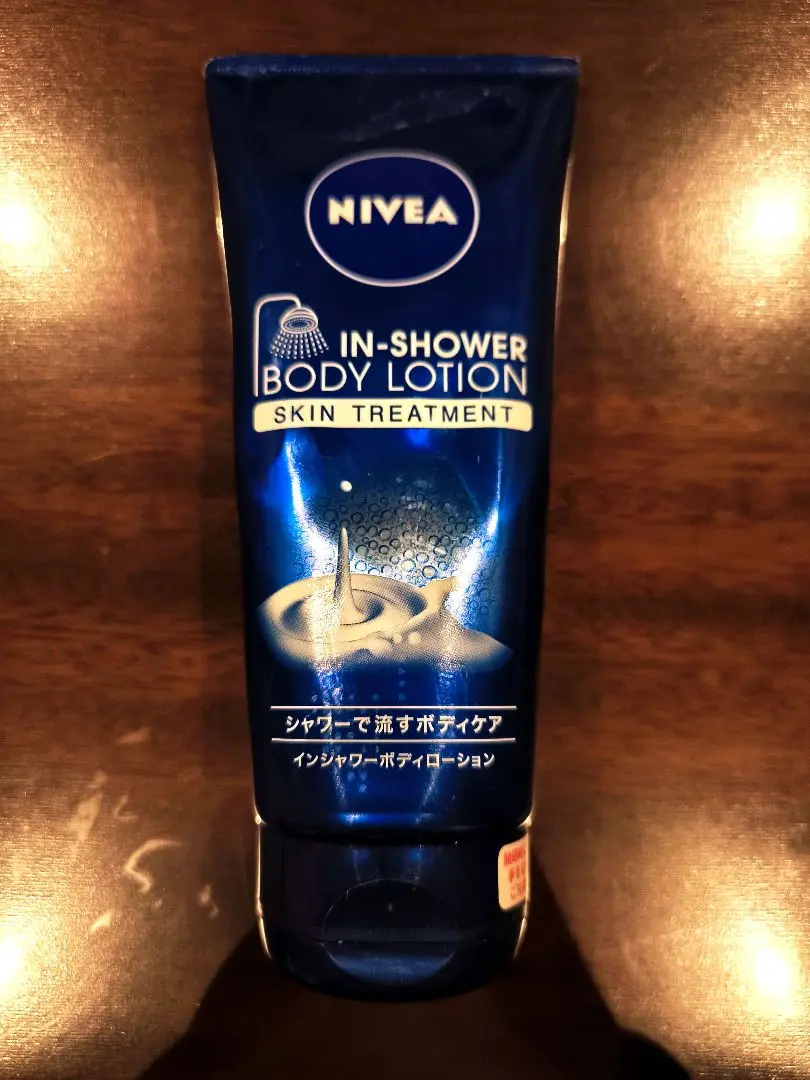 NIVEA
IN-SHOWER
BODY LOTION
SKIN TREATMENT
シャワーで流すボディケア
インシャワーボディローション